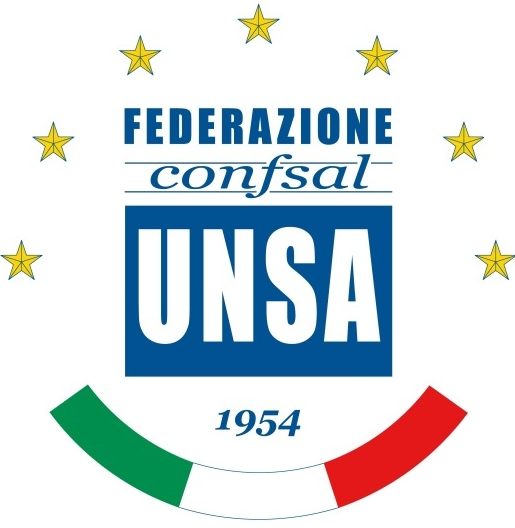 FEDERAZIONE
confsal
UNSA
1954